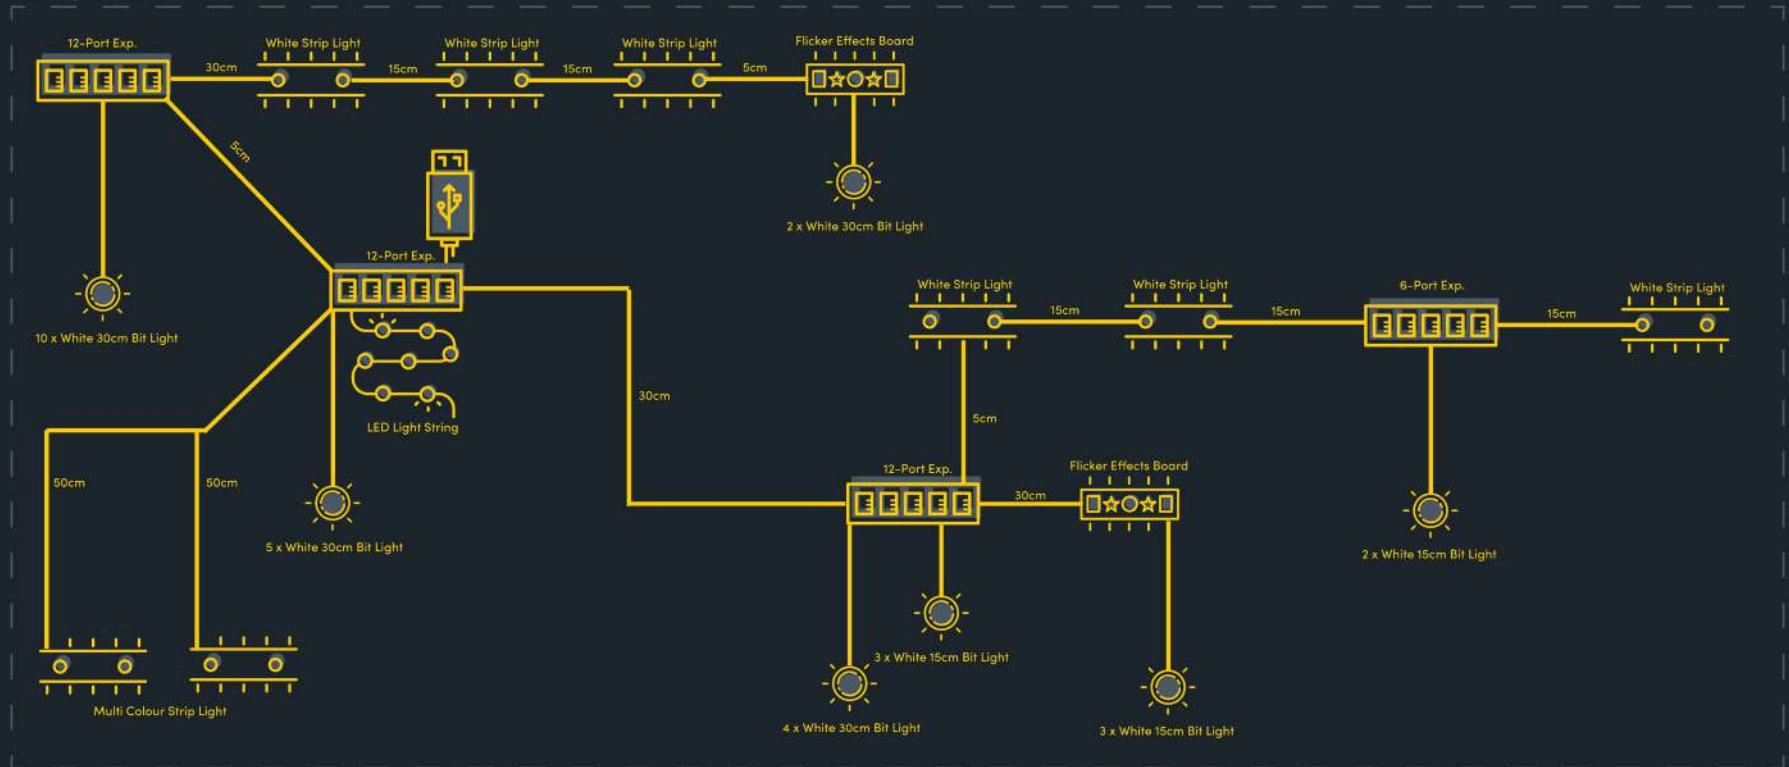 12-Port Exp.
30cm
White Strip Light
15cm
White Strip Light
15cm
White Strip Light
5cm
Flicker Effects Board
2 x White 30cm Bit Light
5cm
10 x White 30cm Bit Light
12-Port Exp.
LED Light String
50cm
50cm
5 x White 30cm Bit Light
Multi Colour Strip Light
30cm
White Strip Light
15cm
White Strip Light
15cm
6-Port Exp.
15cm
White Strip Light
5cm
12-Port Exp.
30cm
Flicker Effects Board
2 x White 15cm Bit Light
3 x White 15cm Bit Light
4 x White 30cm Bit Light
3 x White 15cm Bit Light